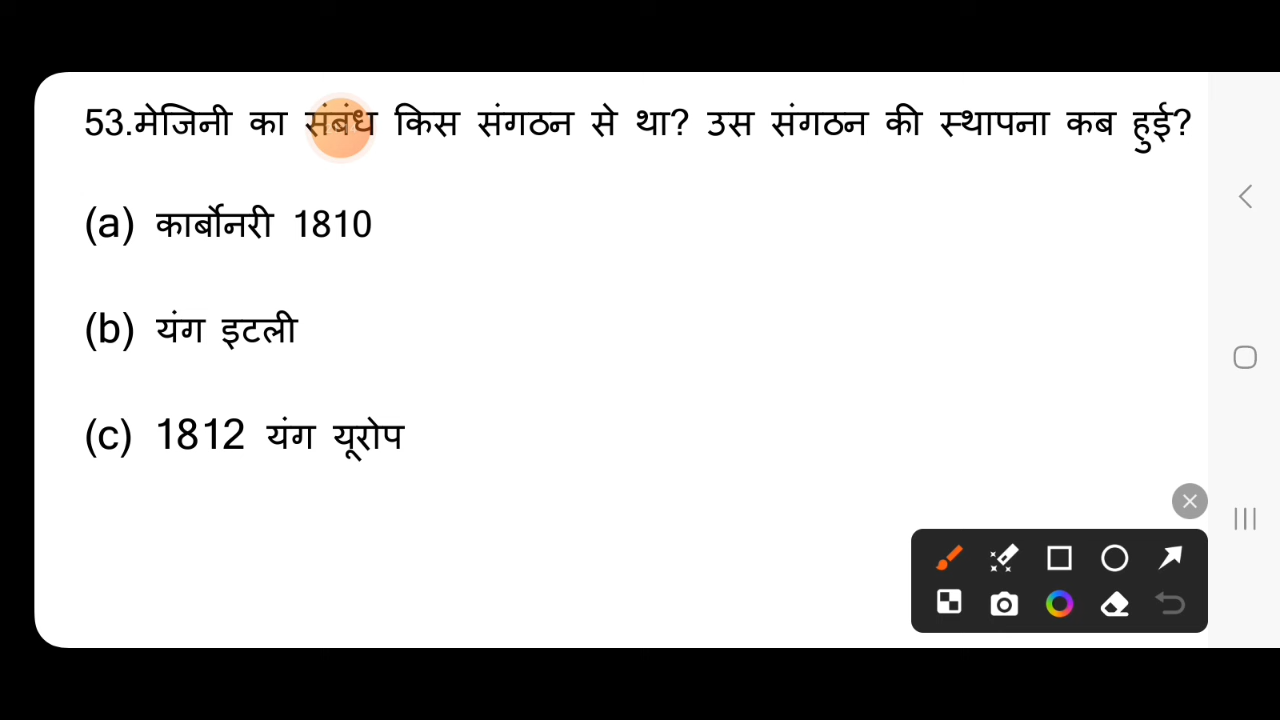 53.मेजिनी का संबंध किस संगठन से था? उस संगठन की स्थापना कब हुई?
(a) कार्बोनरी 1810
(b) यंग इटली
(c) 1812 यंग यूरोप